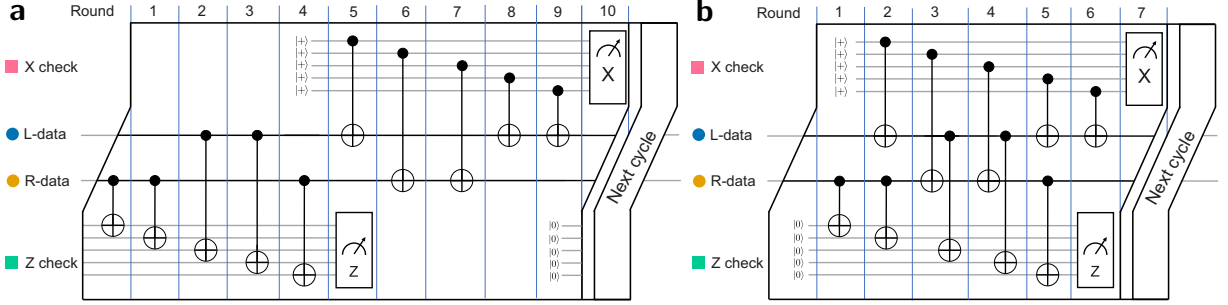 a
Round 1 2 3 4 5 6 7 8 9 10
X check
L-data
R-data
Z check
|+⟩
|+⟩
|+⟩
|+⟩
|+⟩
X
Z
|0⟩
|0⟩
|0⟩
|0⟩
|0⟩
Next cycle
b
Round 1 2 3 4 5 6 7
X check
L-data
R-data
Z check
|+⟩
|+⟩
|+⟩
|+⟩
|+⟩
X
|0⟩
|0⟩
|0⟩
|0⟩
|0⟩
Z
Next cycle